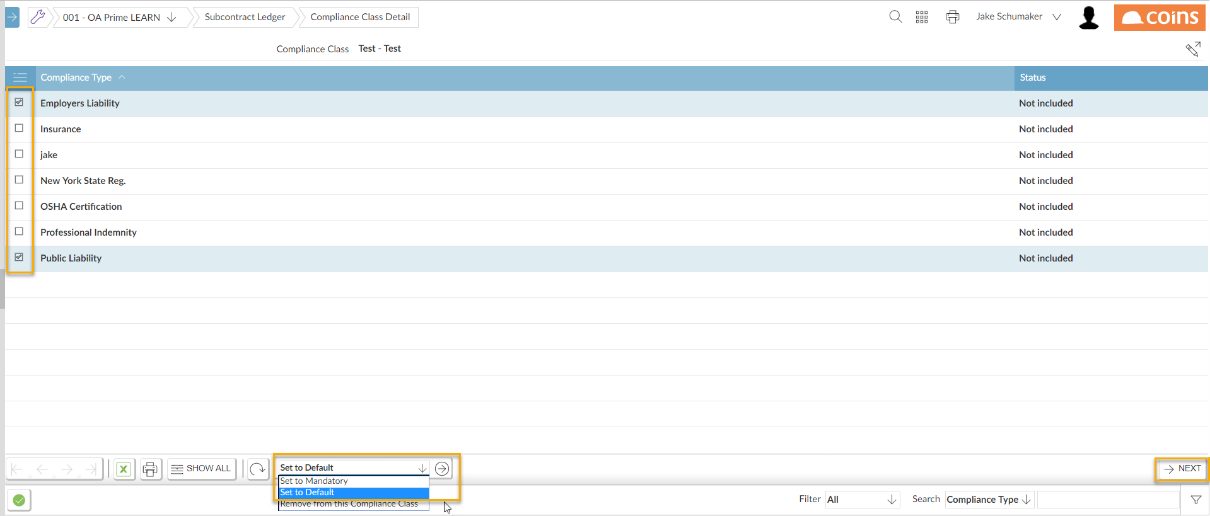 001 - OA Prime LEARN Subcontract Ledger Compliance Class Detail Jake Schumaker coins
Compliance Class Test - Test
Compliance Type Status
Employers Liability Not included
Insurance Not included
jake Not included
New York State Reg. Not included
OSHA Certification Not included
Professional Indemnity Not included
Public Liability Not included
SHOW ALL Set to Default NEXT
Set to Mandatory
Set to Default
Remove from this Compliance Class
Filter All Search Compliance Type